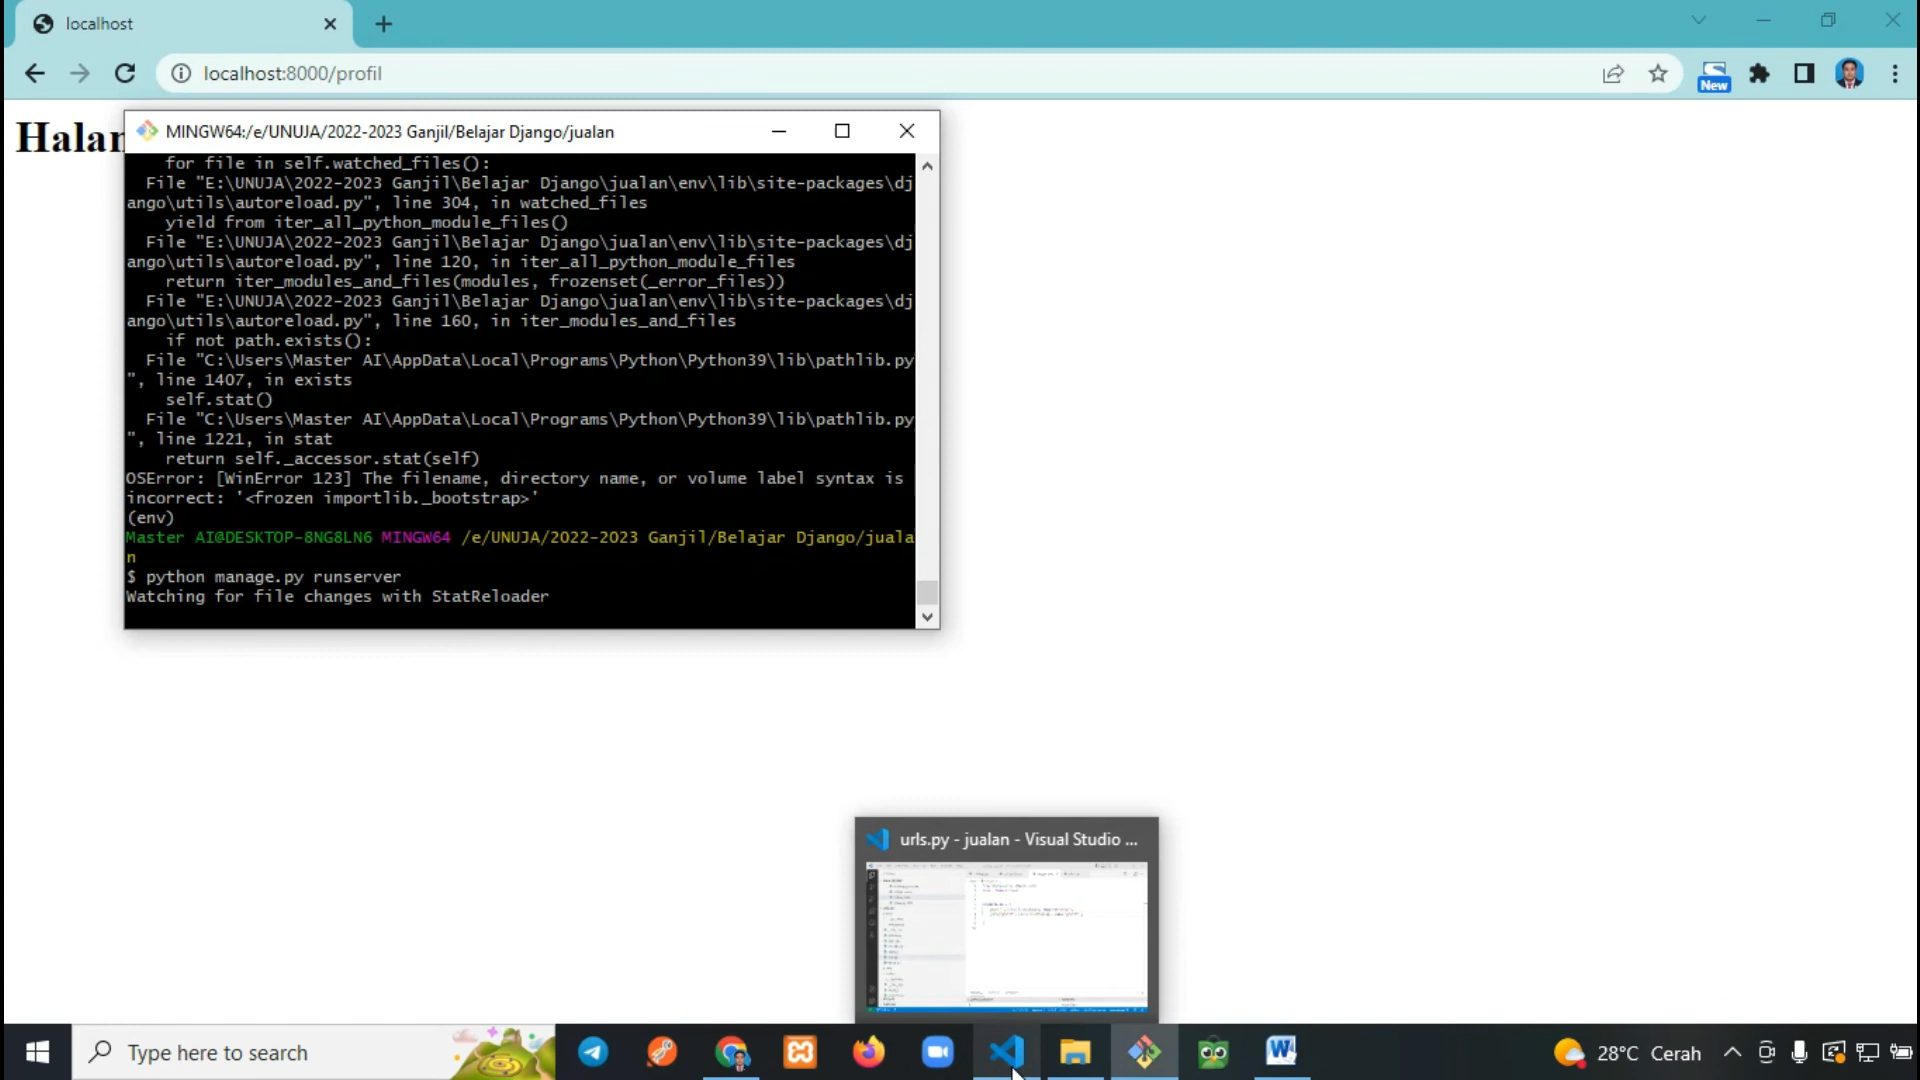 localhost
localhost:8000/profil
New
Halan
MINGW64:/e/UNUJA/2022-2023 Ganjil/Belajar Django/jualan
for file in self.watched_files():
File "E:\UNUJA\2022-2023 Ganjil\Belajar Django\jualan\env\lib\site-packages\dj
ango\utils\autoreload.py", line 304, in watched_files
yield from iter_all_python_module_files()
File "E:\UNUJA\2022-2023 Ganjil\Belajar Django\jualan\env\lib\site-packages\dj
ango\utils\autoreload.py", line 120, in iter_all_python_module_files
return iter_modules_and_files(modules, frozenset(_error_files))
File "E:\UNUJA\2022-2023 Ganjil\Belajar Django\jualan\env\lib\site-packages\dj
ango\utils\autoreload.py", line 160, in iter_modules_and_files
if not path.exists():
File "C:\Users\Master AI\AppData\Local\Programs\Python\Python39\lib\pathlib.py
", line 1407, in exists
self.stat()
File "C:\Users\Master AI\AppData\Local\Programs\Python\Python39\lib\pathlib.py
", line 1221, in stat
return self._accessor.stat(self)
OSError: [WinError 123] The filename, directory name, or volume label syntax is
incorrect: '<frozen importlib._bootstrap>'
(env)
Master AI@DESKTOP-8NG8LN6 MINGW64 /e/UNUJA/2022-2023 Ganjil/Belajar Django/juala
n
$ python manage.py runserver
Watching for file changes with StatReloader
urls.py - jualan - Visual Studio ...
Type here to search
28°C Cerah